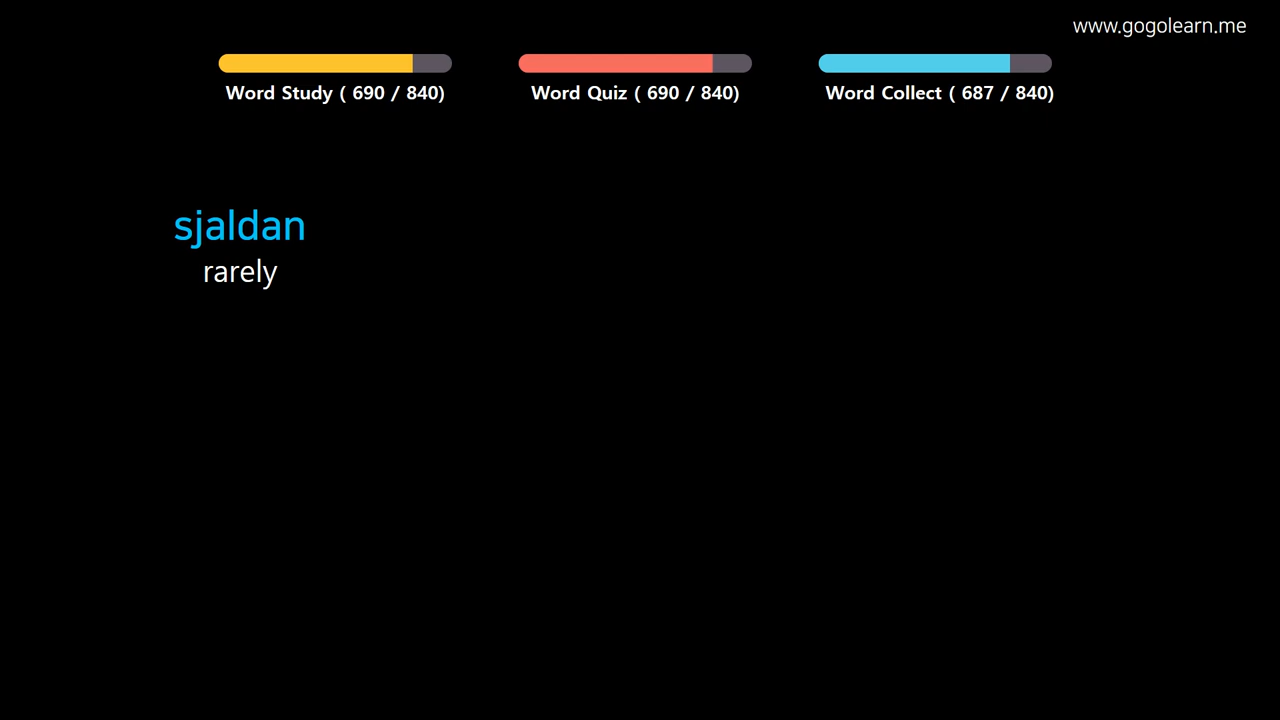 www.gogolearn.me
Word Study ( 690 / 840)
Word Quiz ( 690 / 840)
Word Collect ( 687 / 840)
sjaldan
rarely